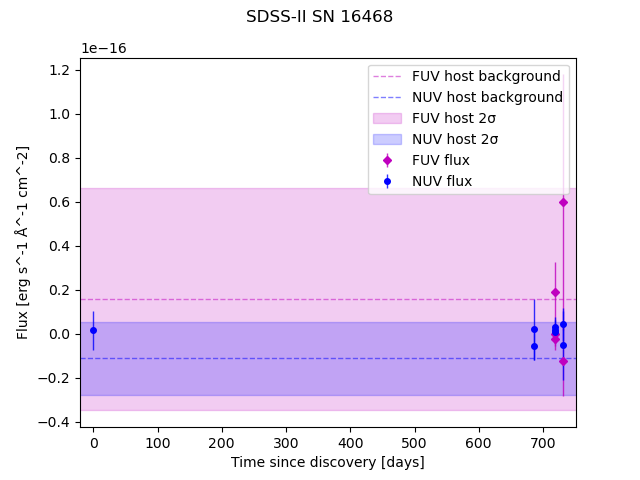 SDSS-II SN 16468
1e−16
FUV host background
NUV host background
FUV host 2σ
NUV host 2σ
FUV flux
NUV flux
1.2
1.0
0.8
0.6
0.4
0.2
0.0
−0.2
−0.4
Flux [erg s^-1 Å^-1 cm^-2]
0
100
200
300
400
500
600
700
Time since discovery [days]